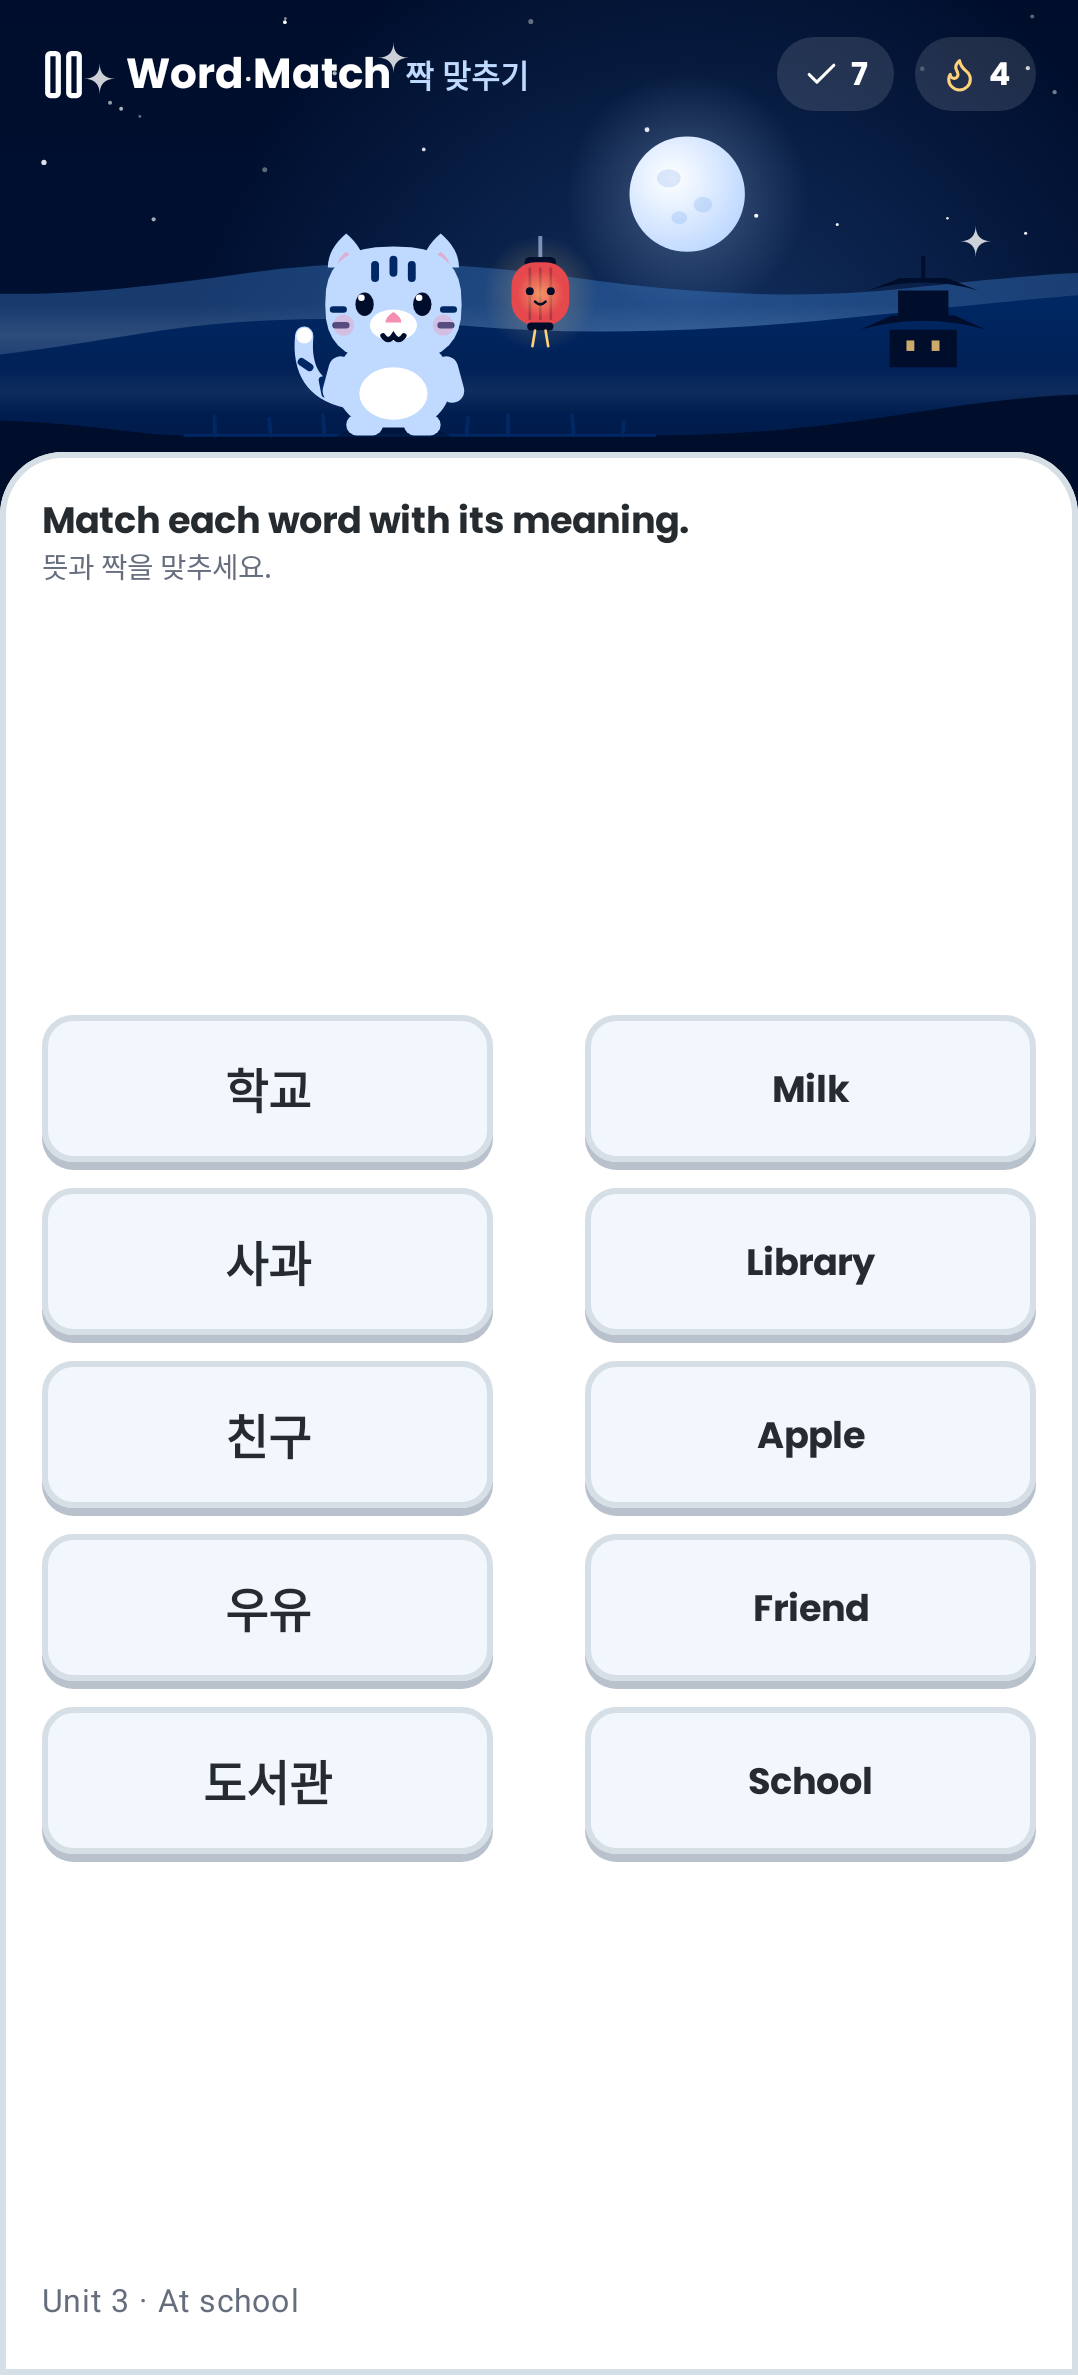 Word·Match 짝 맞추기
7
4
Match each word with its meaning.
뜻과 짝을 맞추세요.
학교
Milk
사과
Library
친구
Apple
우유
Friend
도서관
School
Unit 3 · At school